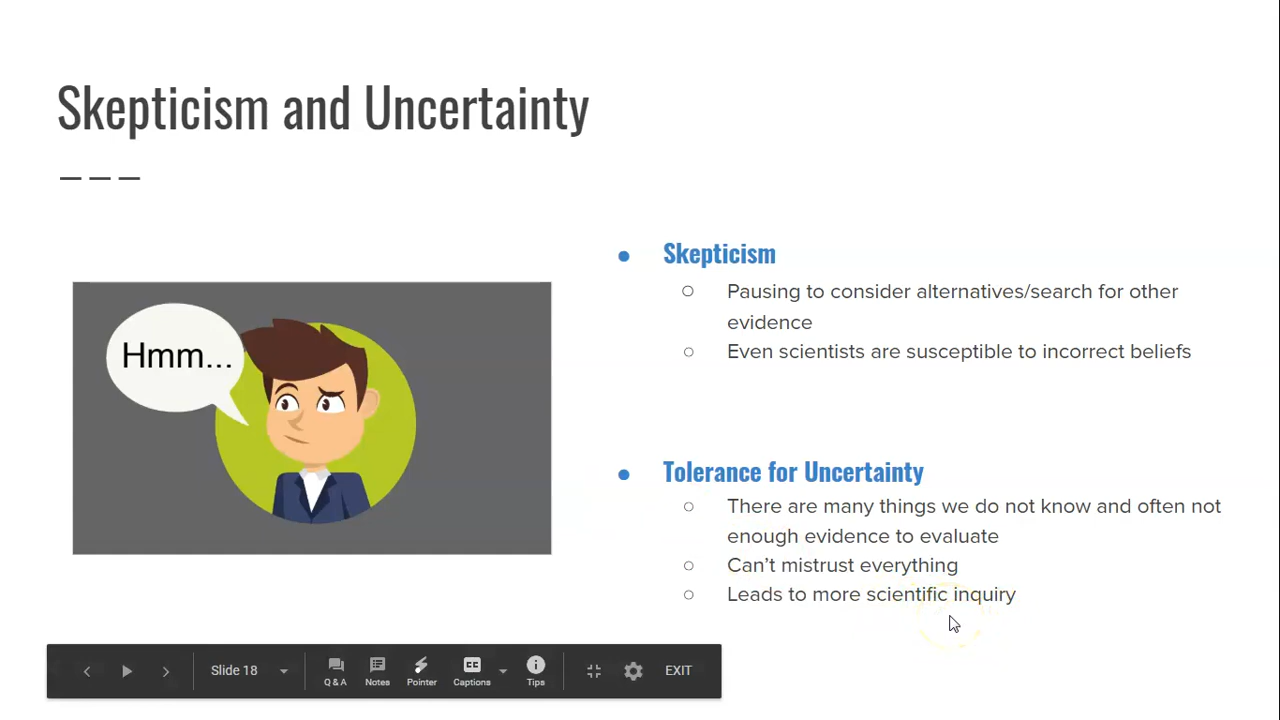 Skepticism and Uncertainty
Hmm...
● Skepticism
○ Pausing to consider alternatives/search for other
evidence
○ Even scientists are susceptible to incorrect beliefs
● Tolerance for Uncertainty
○ There are many things we do not know and often not
enough evidence to evaluate
○ Can't mistrust everything
○ Leads to more scientific inquiry
Slide 18
Q & A
Notes
Pointer
CC
Captions
Tips
EXIT